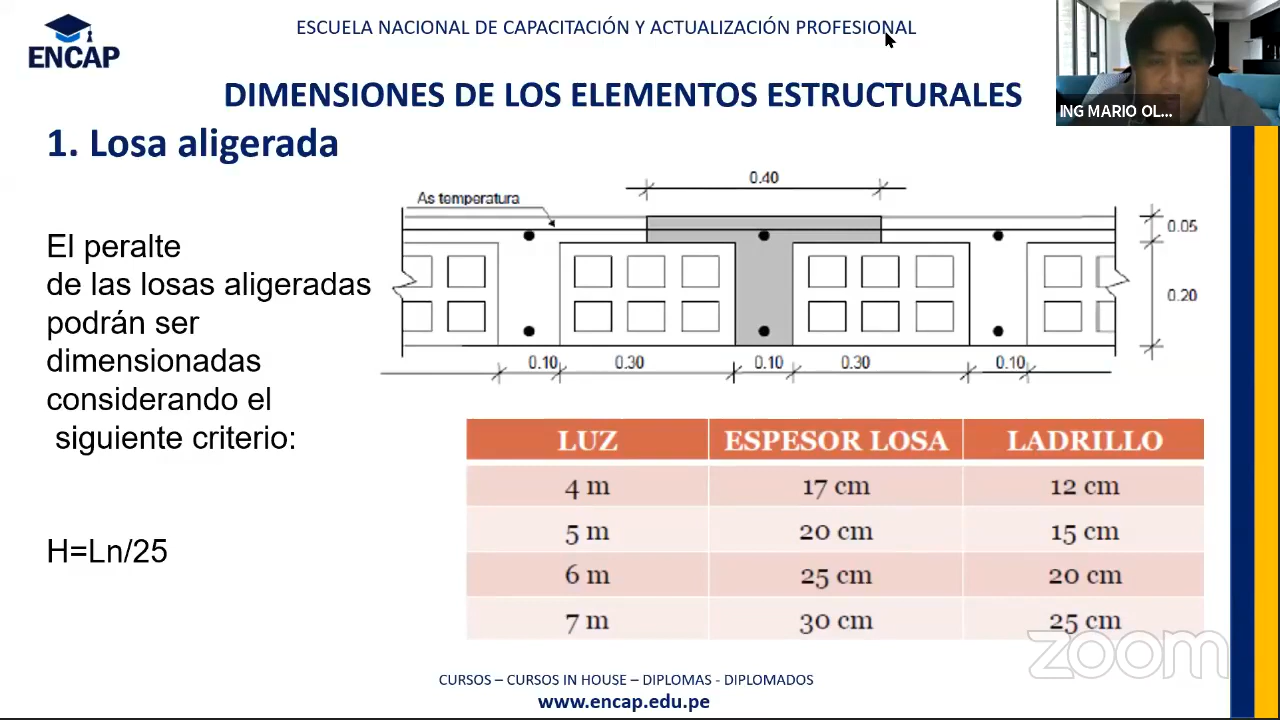 ENCAP
ESCUELA NACIONAL DE CAPACITACIÓN Y ACTUALIZACIÓN PROFESIONAL
ING MARIO OL...
DIMENSIONES DE LOS ELEMENTOS ESTRUCTURALES
1. Losa aligerada
El peralte
de las losas aligeradas
podrán ser
dimensionadas
considerando el
siguiente criterio:
H=Ln/25
0.40
As temperatura
0.05
0.20
0.10 0.30 0.10 0.30 0.10
LUZ ESPESOR LOSA LADRILLO
4 m 17 cm 12 cm
5 m 20 cm 15 cm
6 m 25 cm 20 cm
7 m 30 cm 25 cm
zoom
CURSOS – CURSOS IN HOUSE – DIPLOMAS - DIPLOMADOS
www.encap.edu.pe